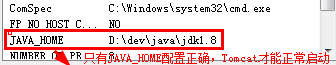 ComSpec C:\Windows\system32\cmd.exe
FP_NO_HOST_C... NO
JAVA_HOME D:\dev\java\jdk1.8
NUMBER_OF_PR... 8
只有JAVA_HOME配置正确，Tomcat才能正常启动